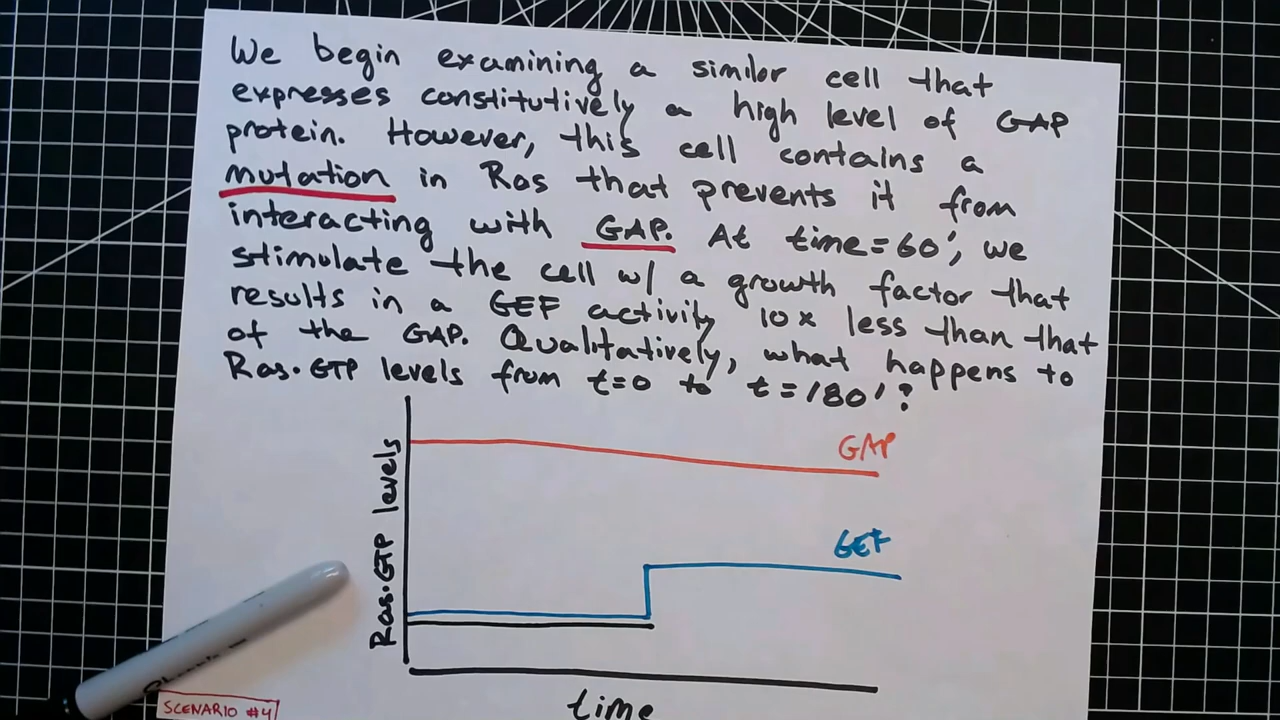 We begin examining a similar cell that
expresses constitutively a high level of GAP
protein. However, this cell contains a
mutation in Ras that prevents it from
interacting with GAP. At time=60', we
stimulate the cell w/ a growth factor that
results in a GEF activity 10x less than that
of the GAP. Qualitatively, what happens to
Ras·GTP levels from t=0 to t=180'?
GAP
GEF
Ras·GTP levels
time
SCENARIO #4